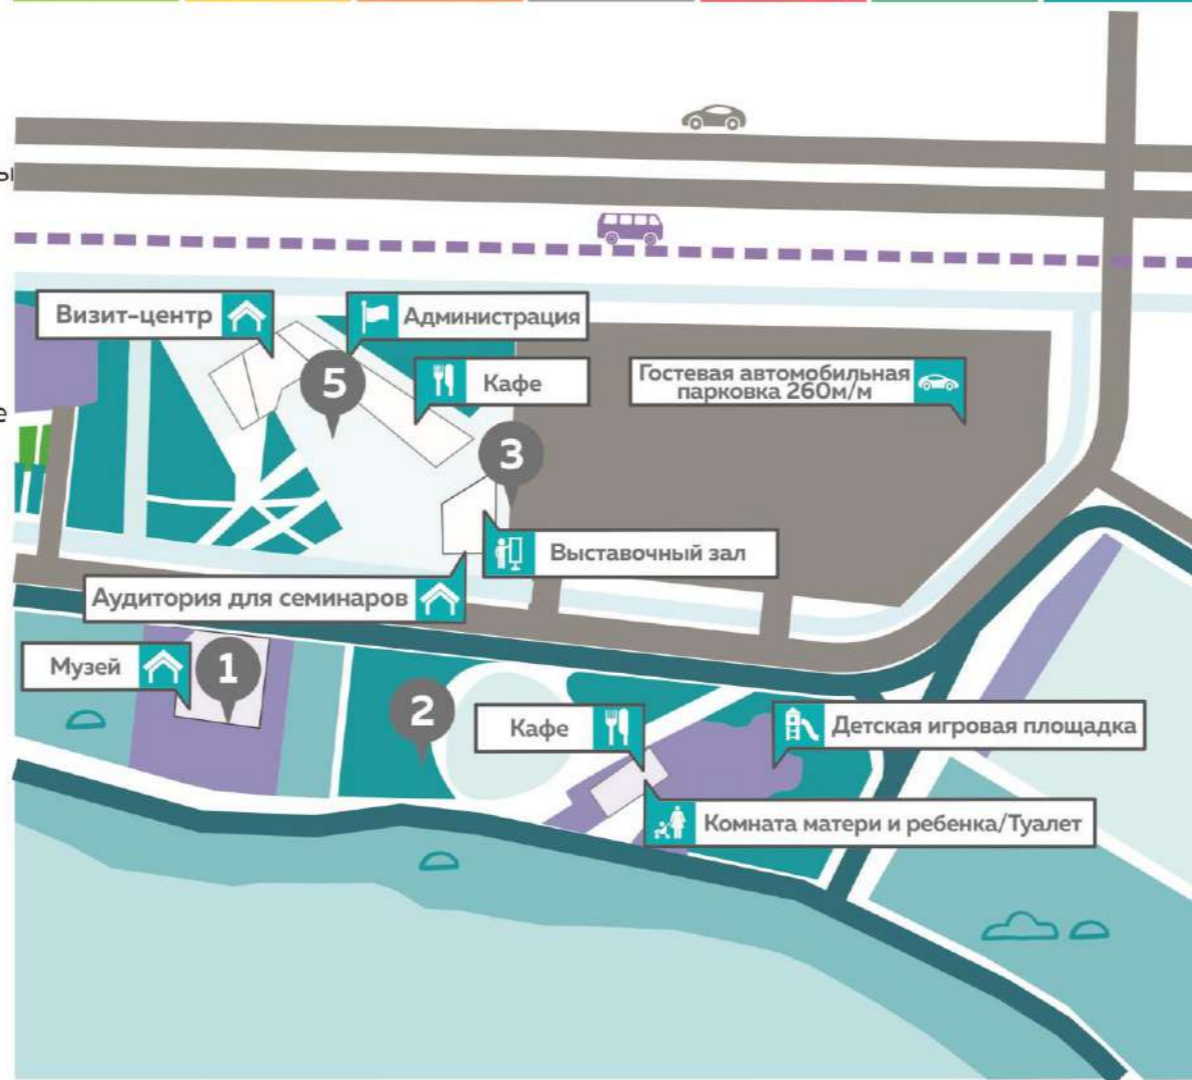 ы
Визит-центр
Администрация
5
Кафе
Гостевая автомобильная
парковка 260м/м
е
3
Выставочный зал
Аудитория для семинаров
Музей
1
2
Кафе
Детская игровая площадка
Комната матери и ребенка/Туалет